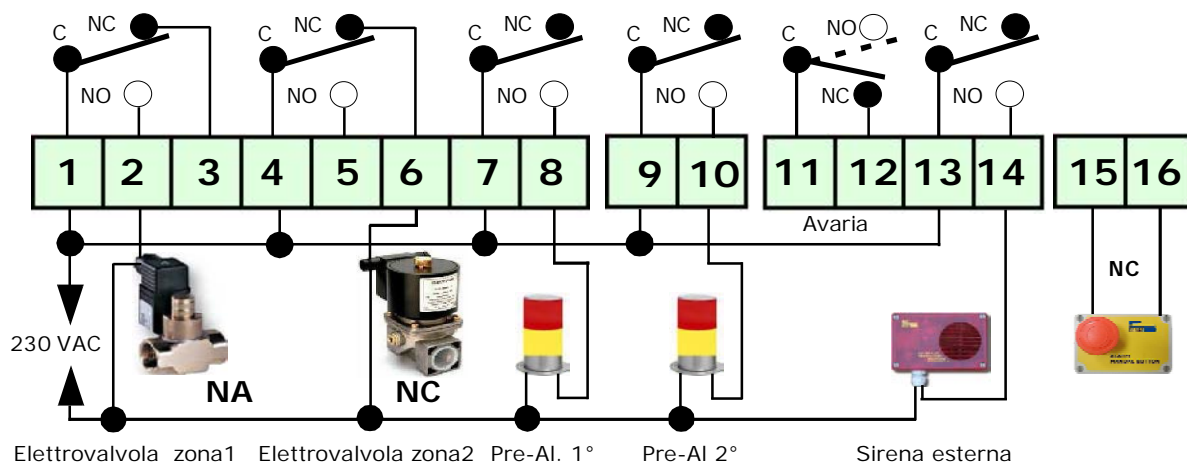 C NC C NC C NC C NC C NO C NC
NO NO NO NO NC NO
1 2 3 4 5 6 7 8 9 10 11 12 13 14 15 16
Avaria
NC
230 VAC
NA NC
MANUAL BUTTON
Elettrovalvola zona1 Elettrovalvola zona2 Pre-Al. 1° Pre-Al 2° Sirena esterna